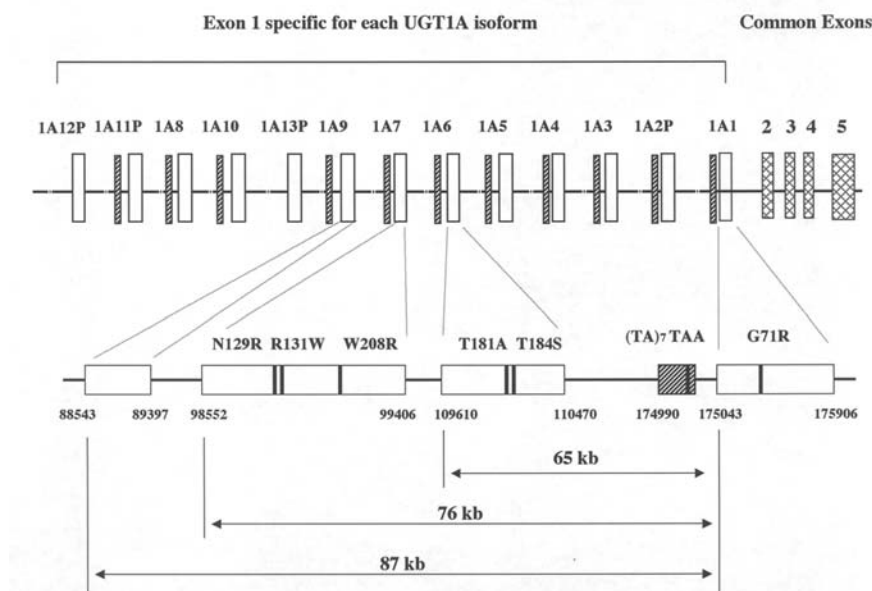 Exon 1 specific for each UGT1A isoform Common Exons
1A12P 1A11P 1A8 1A10 1A13P 1A9 1A7 1A6 1A5 1A4 1A3 1A2P 1A1 2 3 4 5
N129R R131W W208R T181A T184S (TA)₇ TAA G71R
88543 89397 98552 99406 109610 110470 174990 175043 175906
65 kb
76 kb
87 kb